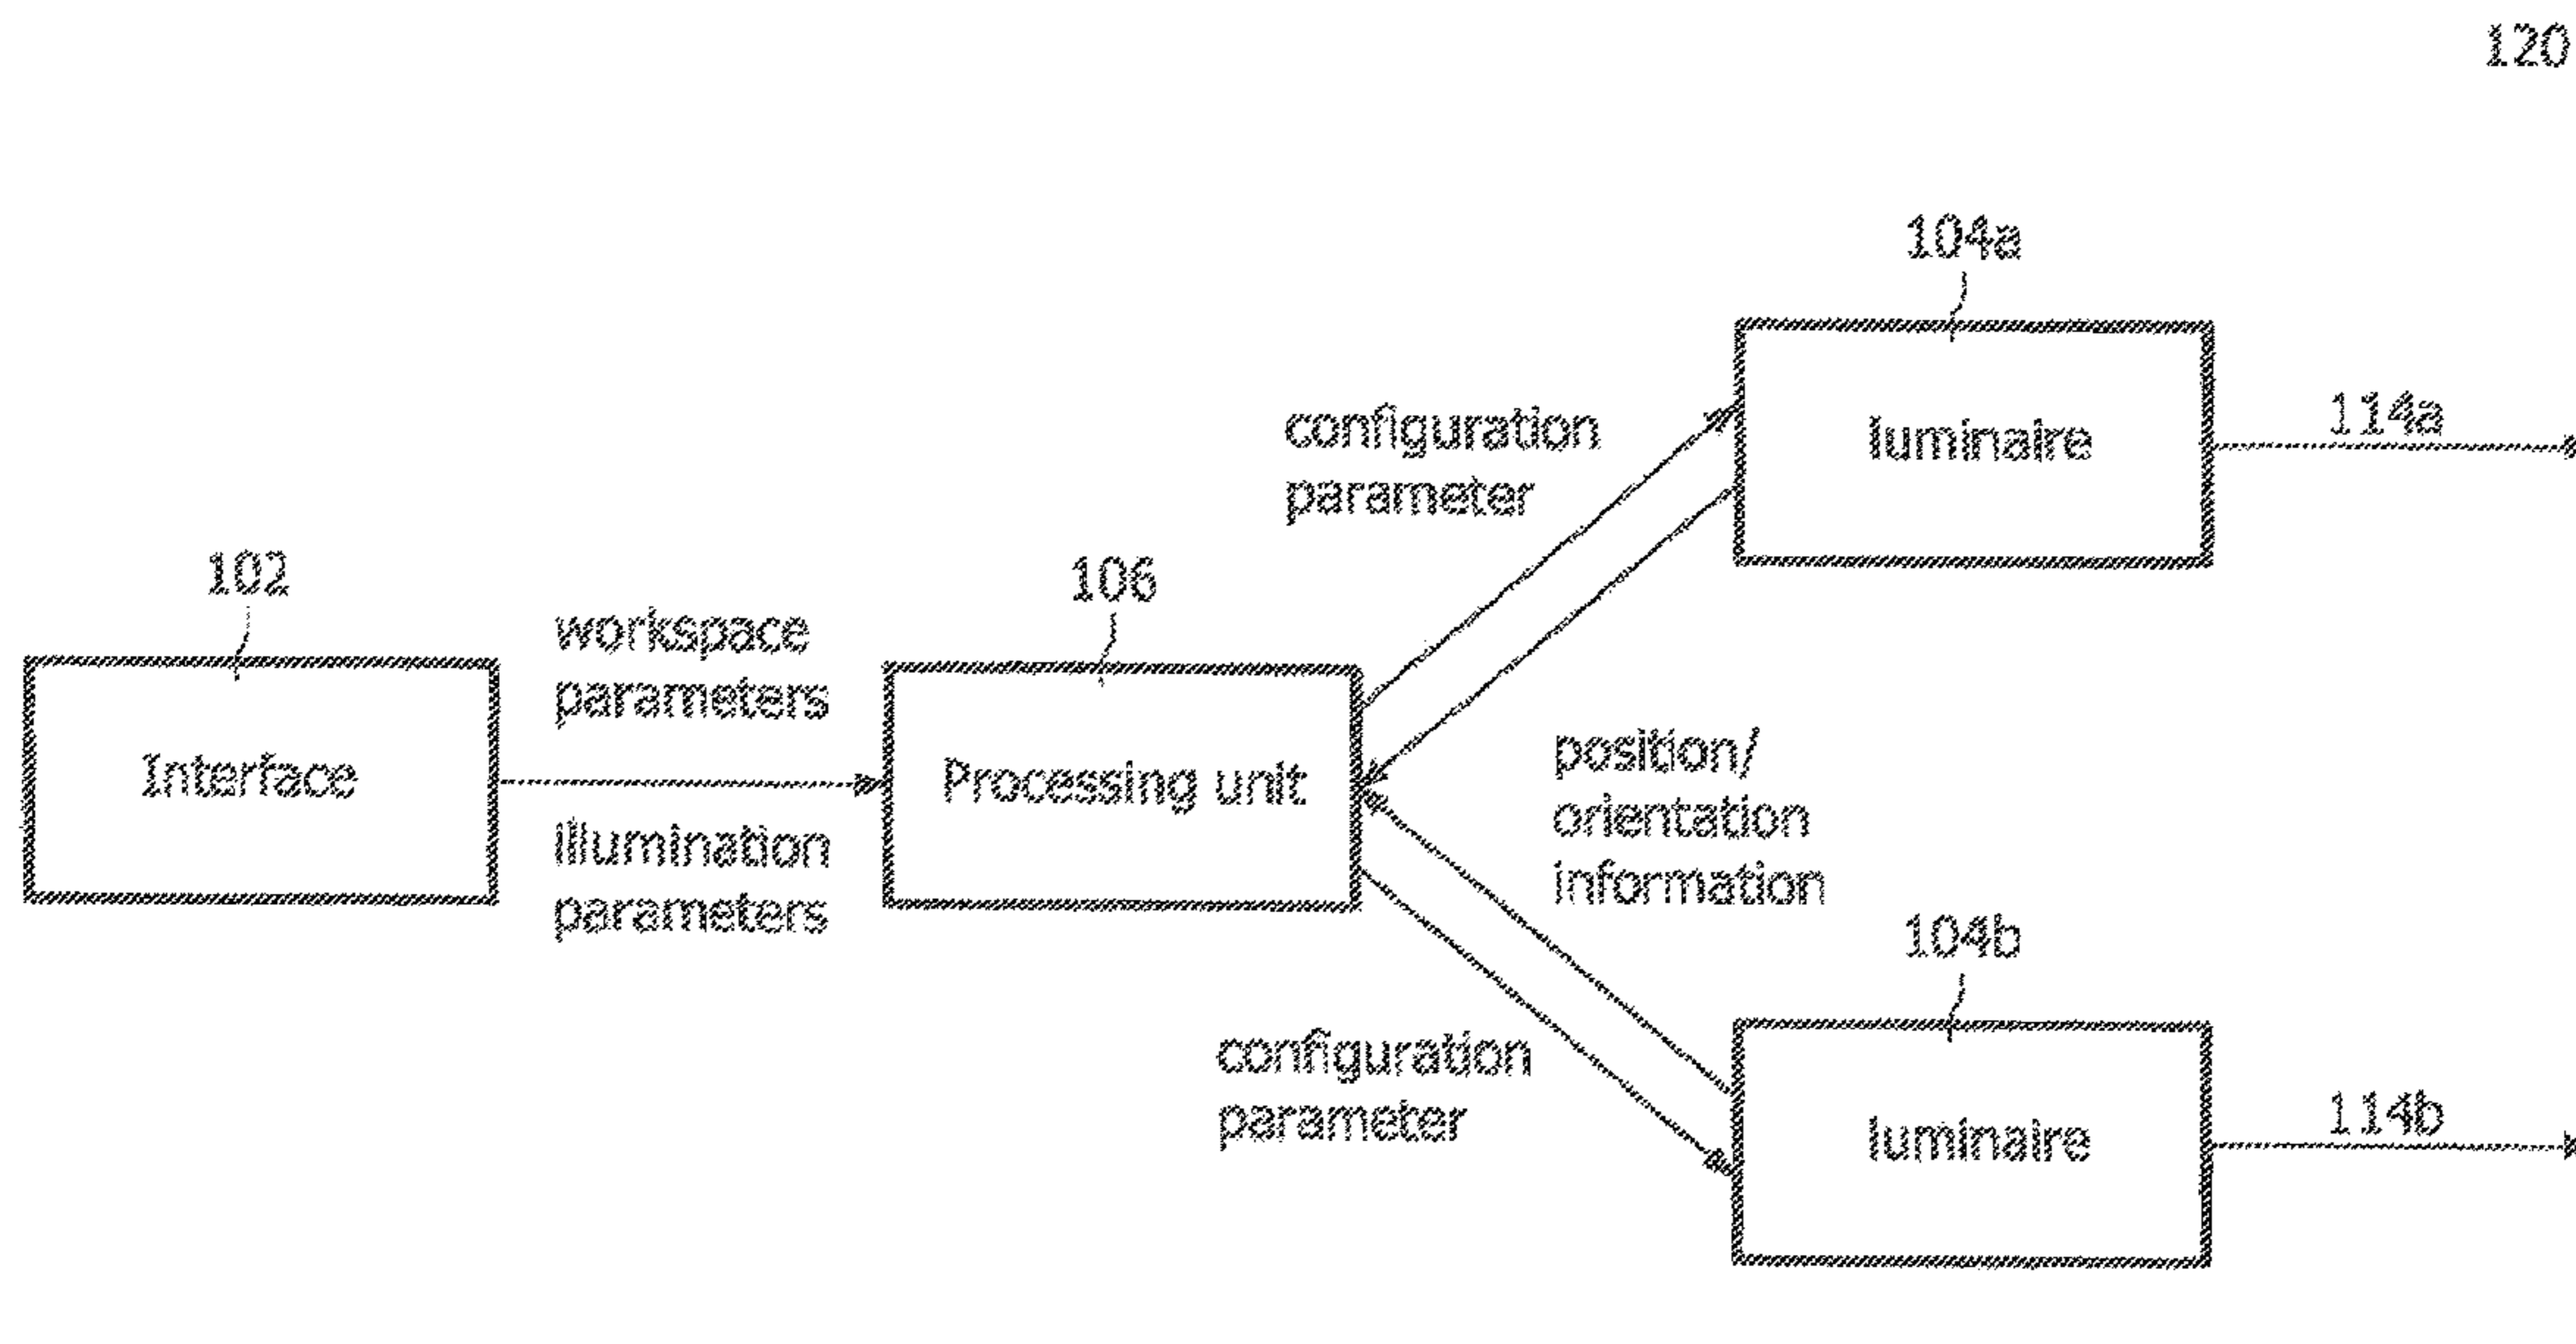 120
104a
configuration
parameter
luminaire
114a
102
workspace
parameters
106
Interface
Processing unit
illumination
parameters
position/
orientation
information
104b
configuration
parameter
luminaire
114b